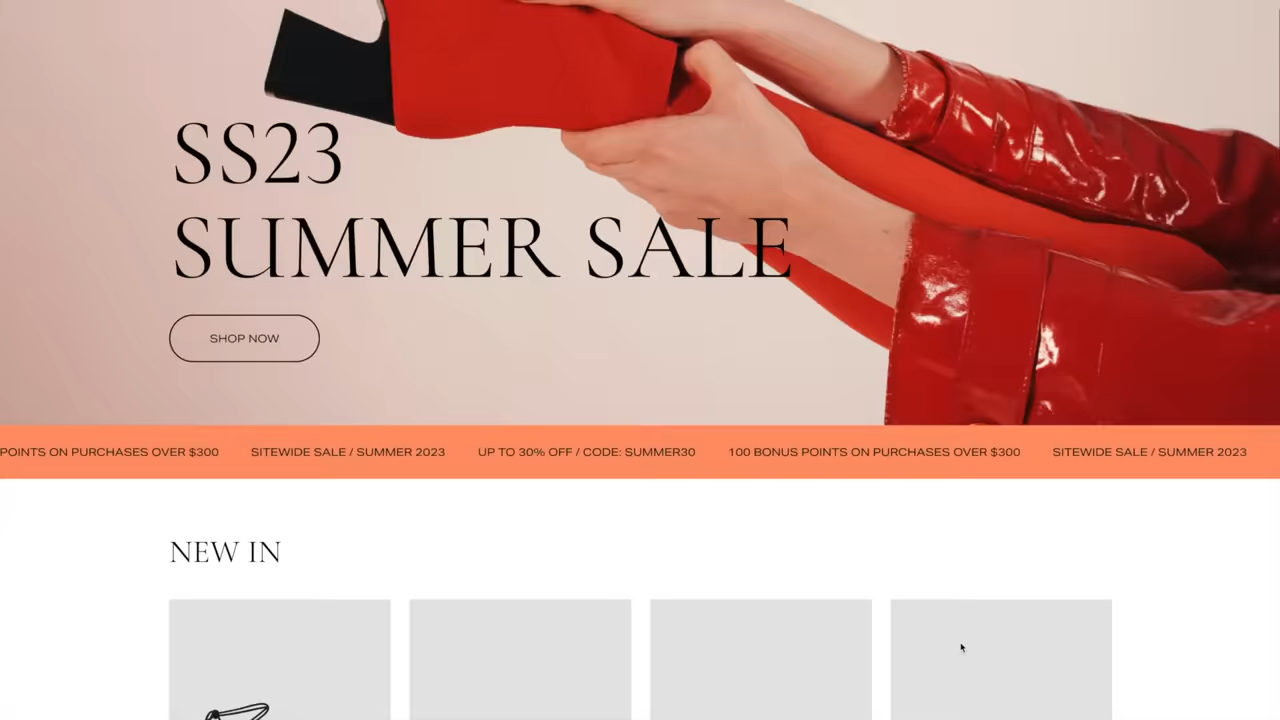 SS23
SUMMER SALE
SHOP NOW
POINTS ON PURCHASES OVER $300 SITEWIDE SALE / SUMMER 2023 UP TO 30% OFF / CODE: SUMMER30 100 BONUS POINTS ON PURCHASES OVER $300 SITEWIDE SALE / SUMMER 2023
NEW IN